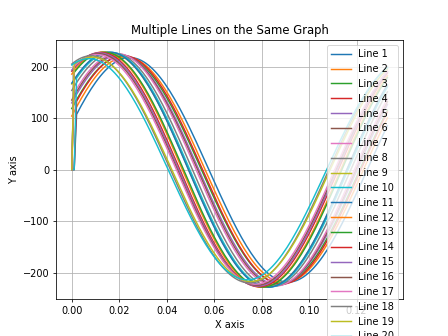 Multiple Lines on the Same Graph
Y axis
200
100
0
−100
−200
0.00
0.02
0.04
0.06
0.08
0.10
X axis
Line 1
Line 2
Line 3
Line 4
Line 5
Line 6
Line 7
Line 8
Line 9
Line 10
Line 11
Line 12
Line 13
Line 14
Line 15
Line 16
Line 17
Line 18
Line 19
Line 20